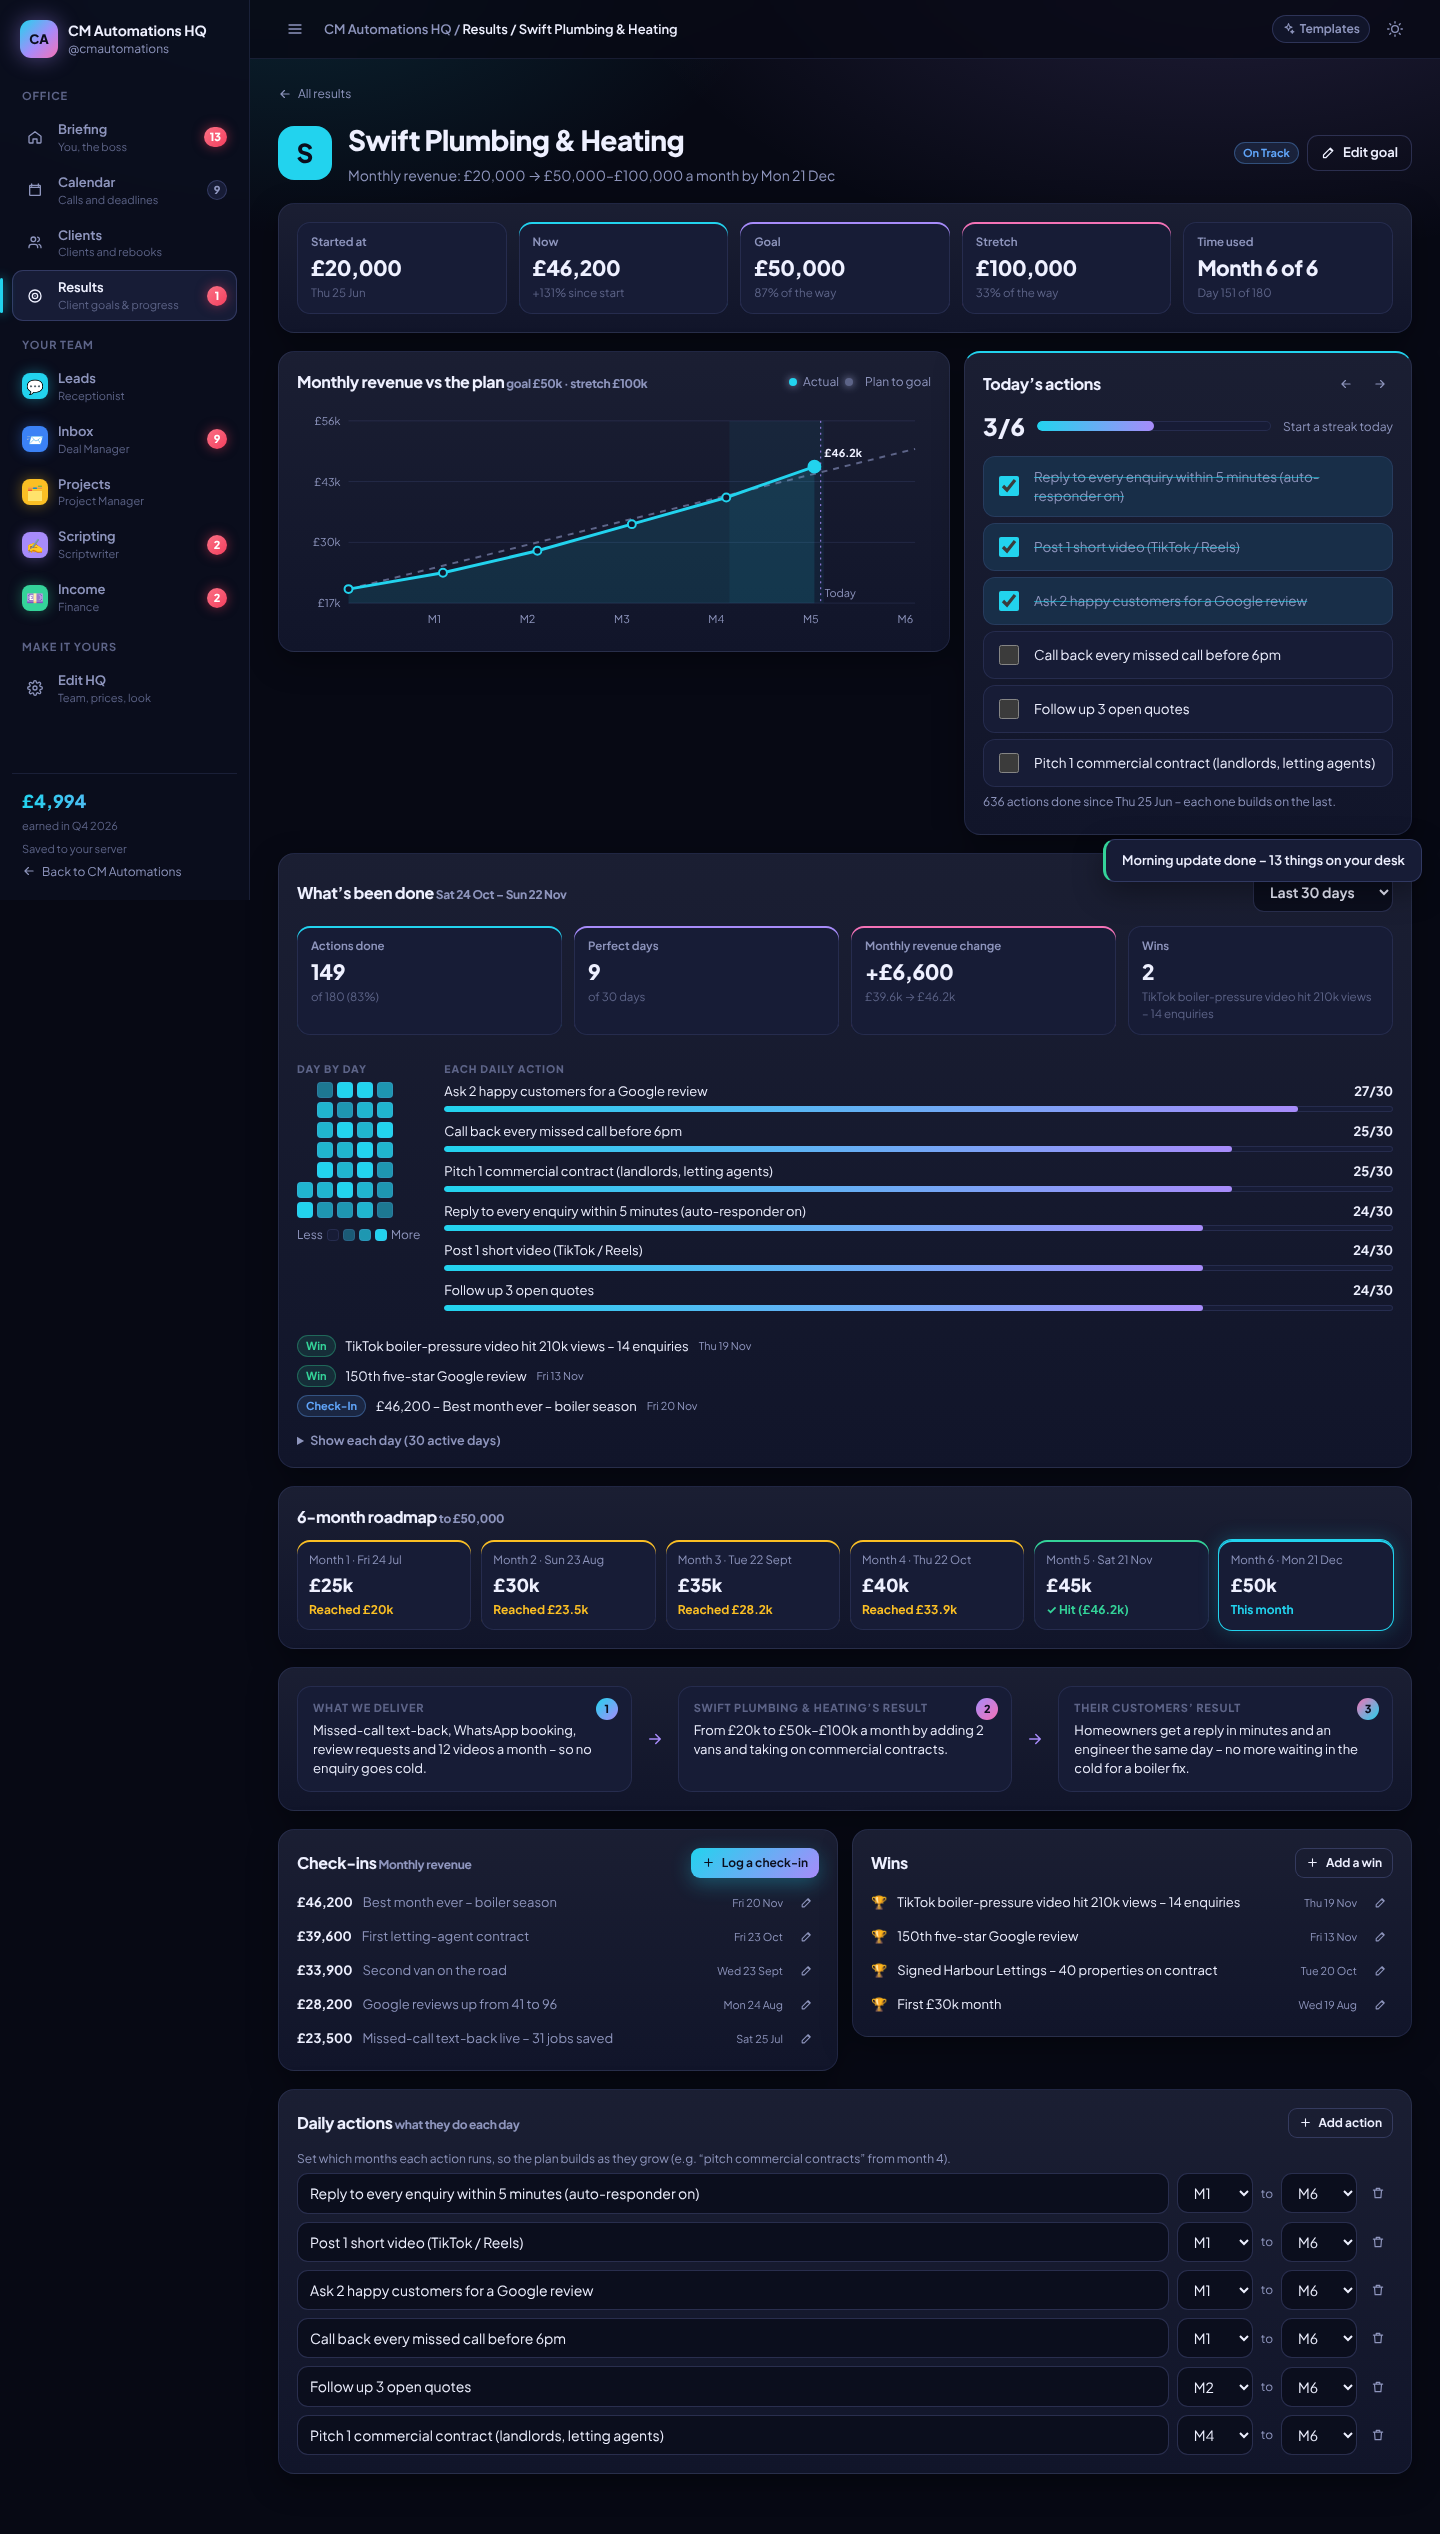 CA
CM Automations HQ
@cmautomations
OFFICE
Briefing
You, the boss
13
Calendar
Calls and deadlines
9
Clients
Clients and rebooks
Results
Client goals & progress
1
YOUR TEAM
Leads
Receptionist
Inbox
Deal Manager
9
Projects
Project Manager
Scripting
Scriptwriter
2
Income
Finance
2
MAKE IT YOURS
Edit HQ
Team, prices, look
£4,994
earned in Q4 2026
Saved to your server
← Back to CM Automations
CM Automations HQ / Results / Swift Plumbing & Heating
Templates
← All results
S
Swift Plumbing & Heating
Monthly revenue: £20,000 → £50,000–£100,000 a month by Mon 21 Dec
On Track
Edit goal
Started at
£20,000
Thu 25 Jun
Now
£46,200
+131% since start
Goal
£50,000
87% of the way
Stretch
£100,000
33% of the way
Time used
Month 6 of 6
Day 151 of 180
Monthly revenue vs the plan goal £50k · stretch £100k
Actual
Plan to goal
£56k
£43k
£30k
£17k
£46.2k
Today
M1 M2 M3 M4 M5 M6
Today's actions
← →
3/6
Start a streak today
Reply to every enquiry within 5 minutes (auto-
responder on)
Post 1 short video (TikTok / Reels)
Ask 2 happy customers for a Google review
Call back every missed call before 6pm
Follow up 3 open quotes
Pitch 1 commercial contract (landlords, letting agents)
636 actions done since Thu 25 Jun – each one builds on the last.
Morning update done – 13 things on your desk
What's been done Sat 24 Oct – Sun 22 Nov
Last 30 days
Actions done
149
of 180 (83%)
Perfect days
9
of 30 days
Monthly revenue change
+£6,600
£39.6k → £46.2k
Wins
2
TikTok boiler-pressure video hit 210k views
– 14 enquiries
DAY BY DAY
Less
More
EACH DAILY ACTION
Ask 2 happy customers for a Google review 27/30
Call back every missed call before 6pm 25/30
Pitch 1 commercial contract (landlords, letting agents) 25/30
Reply to every enquiry within 5 minutes (auto-responder on) 24/30
Post 1 short video (TikTok / Reels) 24/30
Follow up 3 open quotes 24/30
Win TikTok boiler-pressure video hit 210k views – 14 enquiries Thu 19 Nov
Win 150th five-star Google review Fri 13 Nov
Check-In £46,200 – Best month ever – boiler season Fri 20 Nov
Show each day (30 active days)
6-month roadmap to £50,000
Month 1 · Fri 24 Jul
£25k
Reached £20k
Month 2 · Sun 23 Aug
£30k
Reached £23.5k
Month 3 · Tue 22 Sept
£35k
Reached £28.2k
Month 4 · Thu 22 Oct
£40k
Reached £33.9k
Month 5 · Sat 21 Nov
£45k
✓ Hit (£46.2k)
Month 6 · Mon 21 Dec
£50k
This month
WHAT WE DELIVER
1
Missed-call text-back, WhatsApp booking,
review requests and 12 videos a month – so no
enquiry goes cold.
→
SWIFT PLUMBING & HEATING'S RESULT
2
From £20k to £50k–£100k a month by adding 2
vans and taking on commercial contracts.
→
THEIR CUSTOMERS' RESULT
3
Homeowners get a reply in minutes and an
engineer the same day – no more waiting in the
cold for a boiler fix.
Check-ins Monthly revenue
+ Log a check-in
£46,200 Best month ever – boiler season Fri 20 Nov
£39,600 First letting-agent contract Fri 23 Oct
£33,900 Second van on the road Wed 23 Sept
£28,200 Google reviews up from 41 to 96 Mon 24 Aug
£23,500 Missed-call text-back live – 31 jobs saved Sat 25 Jul
Wins
+ Add a win
TikTok boiler-pressure video hit 210k views – 14 enquiries Thu 19 Nov
150th five-star Google review Fri 13 Nov
Signed Harbour Lettings – 40 properties on contract Tue 20 Oct
First £30k month Wed 19 Aug
Daily actions what they do each day
+ Add action
Set which months each action runs, so the plan builds as they grow (e.g. "pitch commercial contracts" from month 4).
Reply to every enquiry within 5 minutes (auto-responder on) M1 to M6
Post 1 short video (TikTok / Reels) M1 to M6
Ask 2 happy customers for a Google review M1 to M6
Call back every missed call before 6pm M1 to M6
Follow up 3 open quotes M2 to M6
Pitch 1 commercial contract (landlords, letting agents) M4 to M6